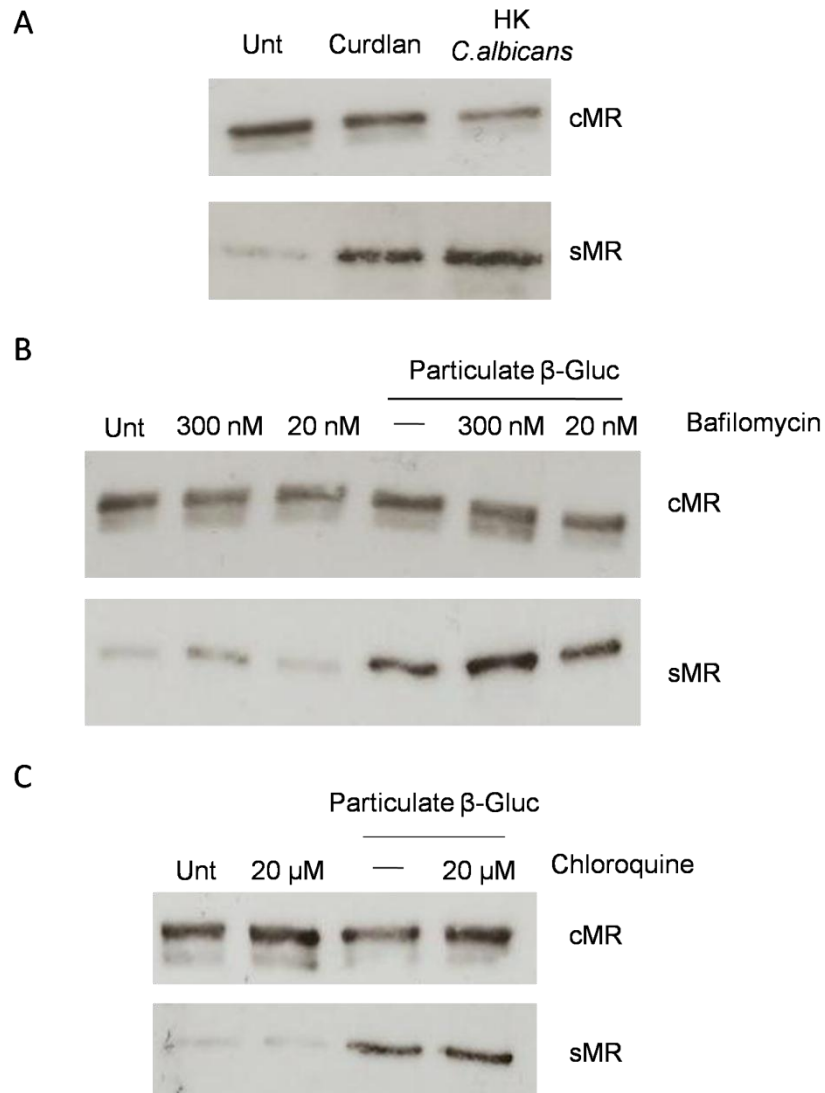 A
Unt Curdlan HK
C.albicans
cMR
sMR
B
Particulate β-Gluc
Unt 300 nM 20 nM — 300 nM 20 nM Bafilomycin
cMR
sMR
C
Particulate β-Gluc
Unt 20 μM — 20 μM Chloroquine
cMR
sMR